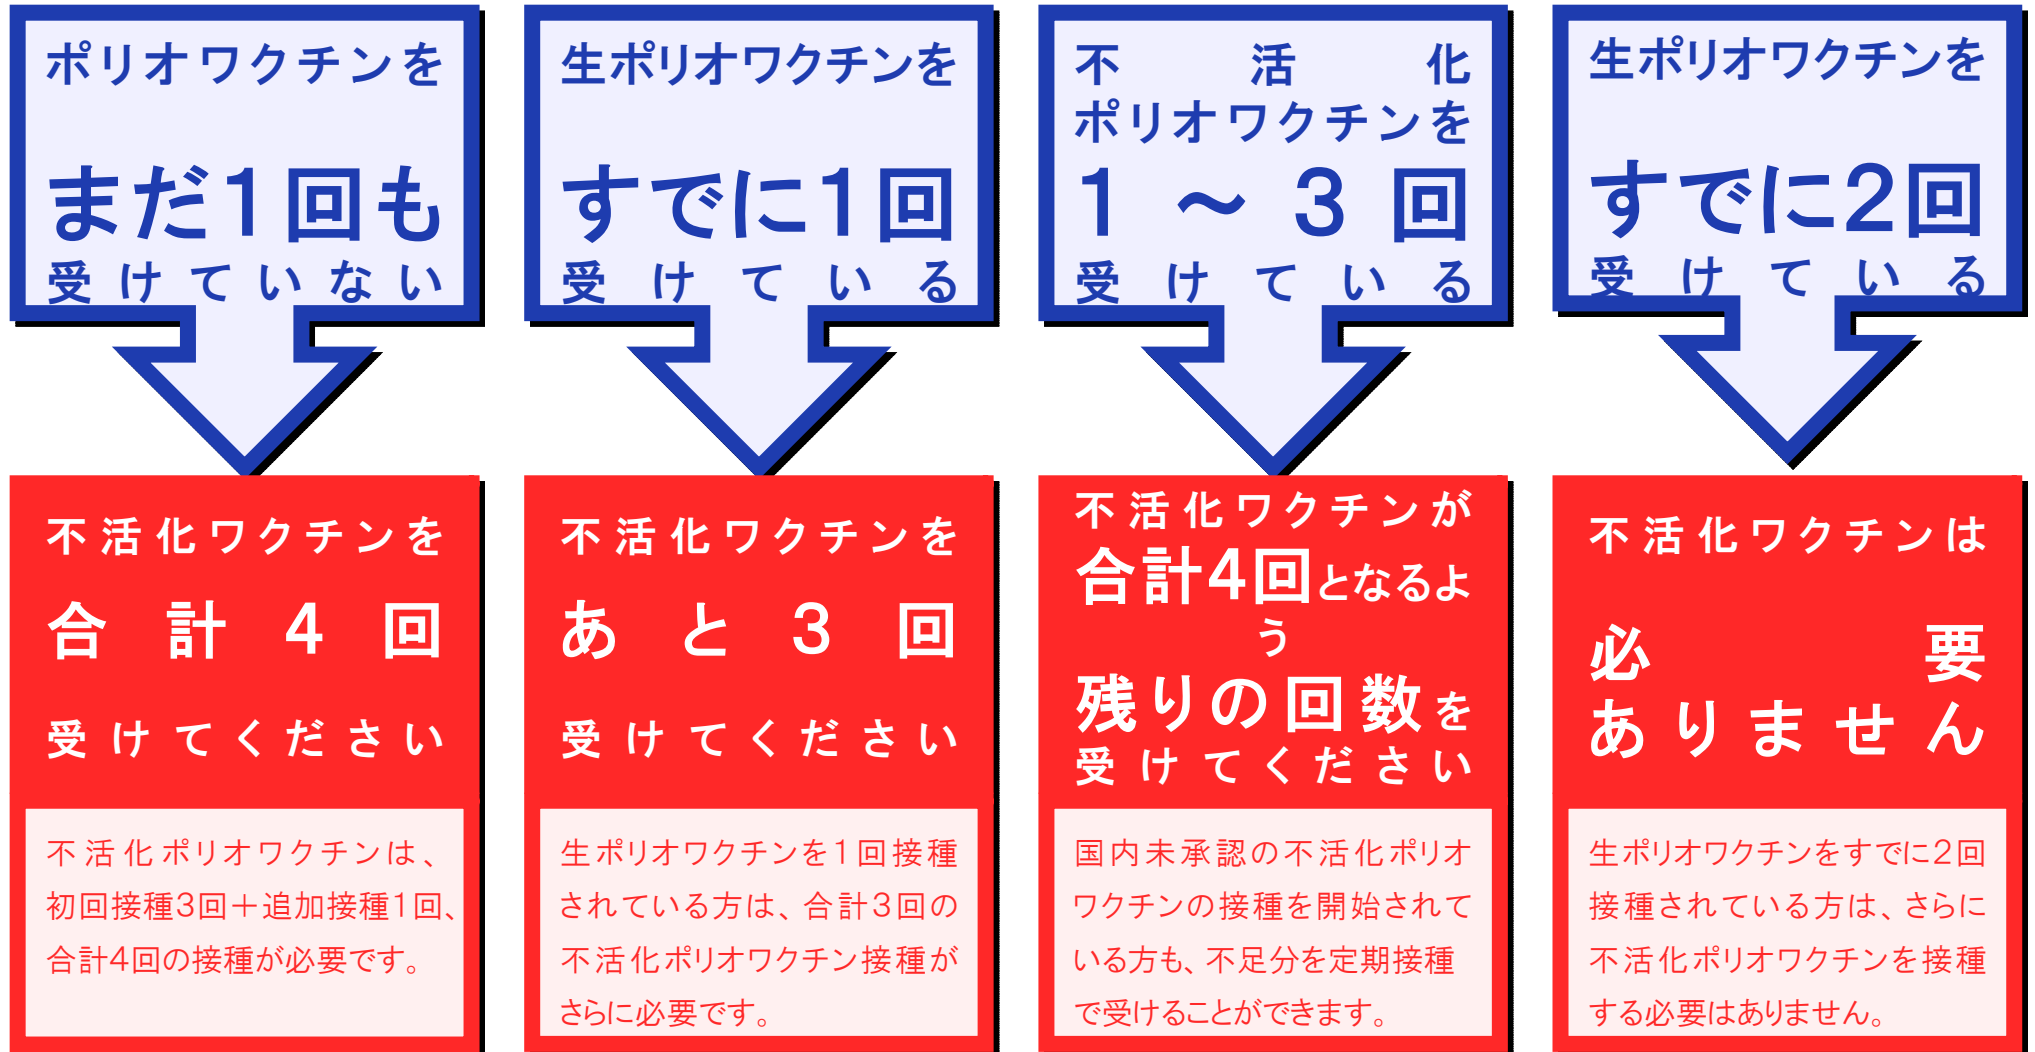 ポリオワクチンを
まだ1回も
受けていない
不活化ワクチンを
合計4回
受けてください
不活化ポリオワクチンは、
初回接種3回＋追加接種1回、
合計4回の接種が必要です。
生ポリオワクチンを
すでに1回
受けている
不活化ワクチンを
あと3回
受けてください
生ポリオワクチンを1回接種
されている方は、合計3回の
不活化ポリオワクチン接種が
さらに必要です。
不活化
ポリオワクチンを
1～3回
受けている
不活化ワクチンが
合計4回となるよ
う
残りの回数を
受けてください
国内未承認の不活化ポリオ
ワクチンの接種を開始されて
いる方も、不足分を定期接種
で受けることができます。
生ポリオワクチンを
すでに2回
受けている
不活化ワクチンは
必要
ありません
生ポリオワクチンをすでに2回
接種されている方は、さらに
不活化ポリオワクチンを接種
する必要はありません。